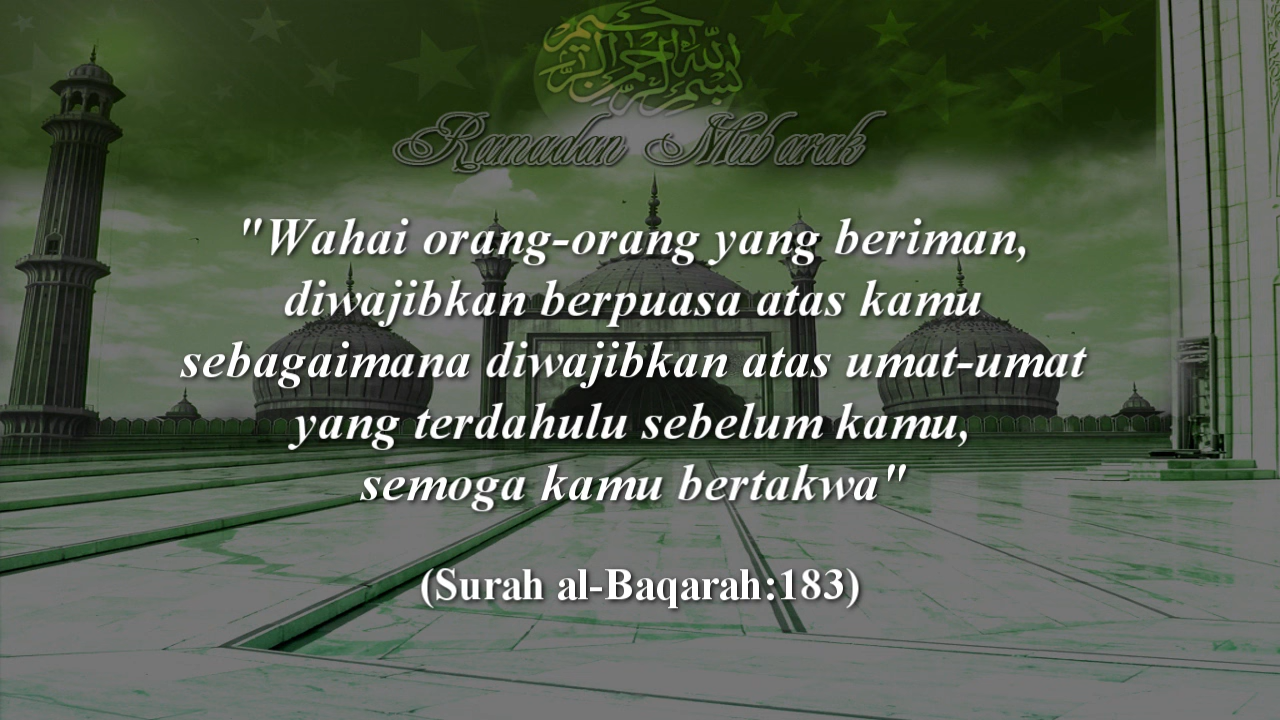 بسم الله الرحمن الرحيم
Ramadan Mubarak
"Wahai orang-orang yang beriman,
diwajibkan berpuasa atas kamu
sebagaimana diwajibkan atas umat-umat
yang terdahulu sebelum kamu,
semoga kamu bertakwa"
(Surah al-Baqarah:183)